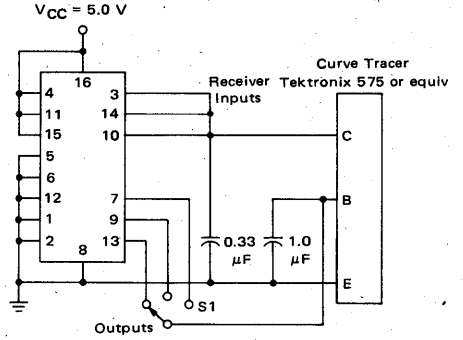 VCC = 5.0 V
16
4
11
15
5
6
12
1
2
8
3
14
10
7
9
13
Receiver
Inputs
Curve Tracer
Tektronix 575 or equiv
C
B
E
0.33
μF
1.0
μF
S1
Outputs